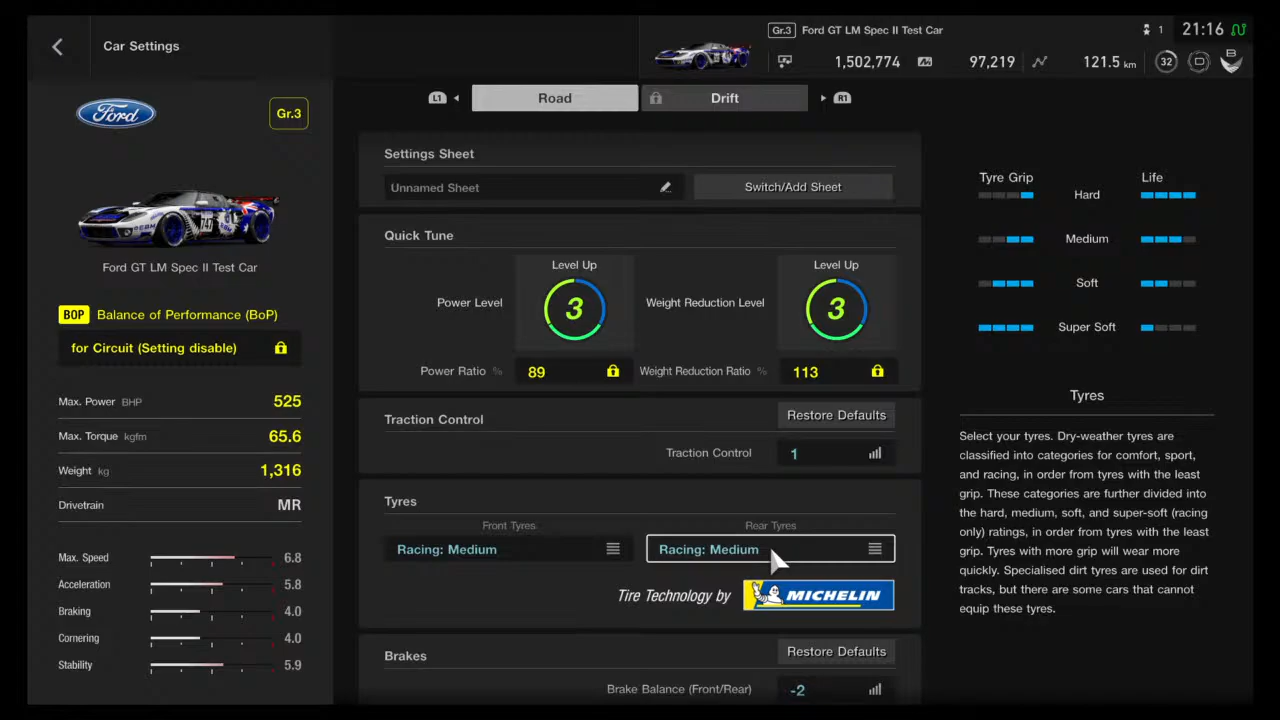 Car Settings
Gr.3 Ford GT LM Spec II Test Car
1
21:16
1,502,774
97,219
121.5 km
32
B
L1
Road
Drift
R1
Ford
Gr.3
Ford GT LM Spec II Test Car
BOP Balance of Performance (BoP)
for Circuit (Setting disable)
Max. Power BHP 525
Max. Torque kgfm 65.6
Weight kg 1,316
Drivetrain MR
Max. Speed 6.8
Acceleration 5.8
Braking 4.0
Cornering 4.0
Stability 5.9
Settings Sheet
Unnamed Sheet
Switch/Add Sheet
Quick Tune
Level Up
Level Up
Power Level 3
Weight Reduction Level 3
Power Ratio % 89
Weight Reduction Ratio % 113
Traction Control
Restore Defaults
Traction Control 1
Tyres
Front Tyres
Rear Tyres
Racing: Medium
Racing: Medium
Tire Technology by MICHELIN
Brakes
Restore Defaults
Brake Balance (Front/Rear) -2
Tyre Grip
Life
Hard
Medium
Soft
Super Soft
Tyres
Select your tyres. Dry-weather tyres are
classified into categories for comfort, sport,
and racing, in order from tyres with the least
grip. These categories are further divided into
the hard, medium, soft, and super-soft (racing
only) ratings, in order from tyres with the least
grip. Tyres with more grip will wear more
quickly. Specialised dirt tyres are used for dirt
tracks, but there are some cars that cannot
equip these tyres.